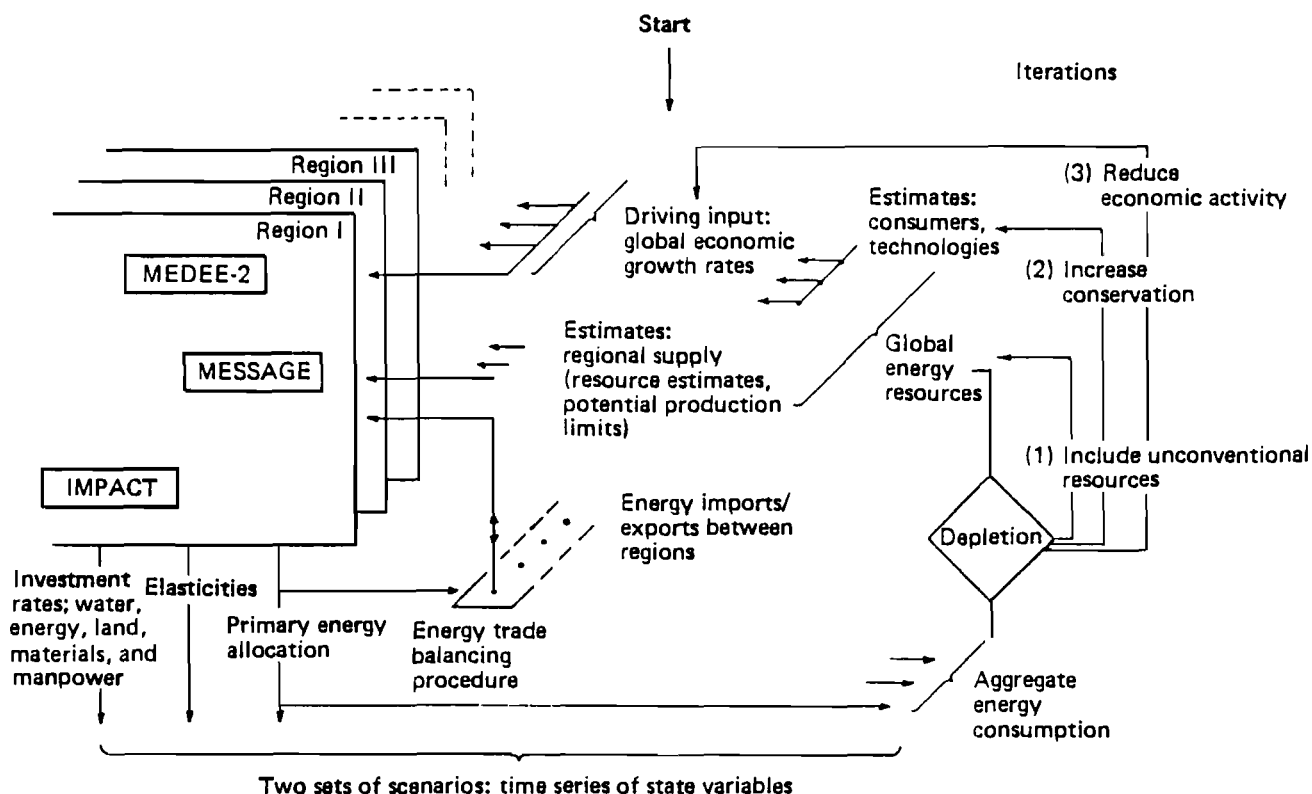 Start
Iterations
Region III
Region II
Region I
MEDEE-2
MESSAGE
IMPACT
Driving input:
global economic
growth rates
Estimates:
consumers,
technologies
(3) Reduce
economic activity
(2) Increase
conservation
Estimates:
regional supply
(resource estimates,
potential production
limits)
Global
energy
resources
(1) Include unconventional
resources
Energy imports/
exports between
regions
Depletion
Investment
rates; water,
energy, land,
materials, and
manpower
Elasticities
Primary energy
allocation
Energy trade
balancing
procedure
Aggregate
energy
consumption
Two sets of scenarios: time series of state variables